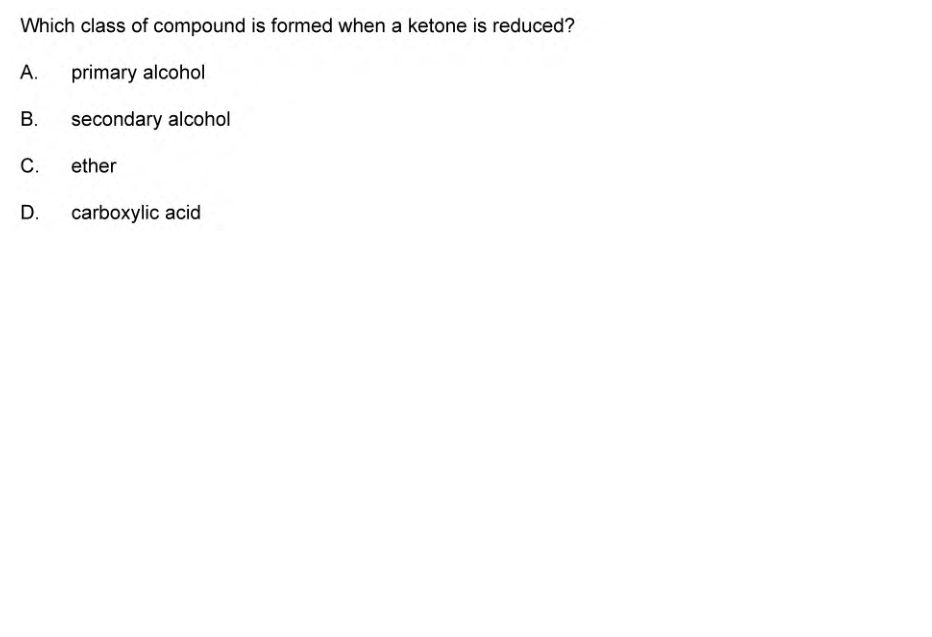 Which class of compound is formed when a ketone is reduced?
A. primary alcohol
B. secondary alcohol
C. ether
D. carboxylic acid